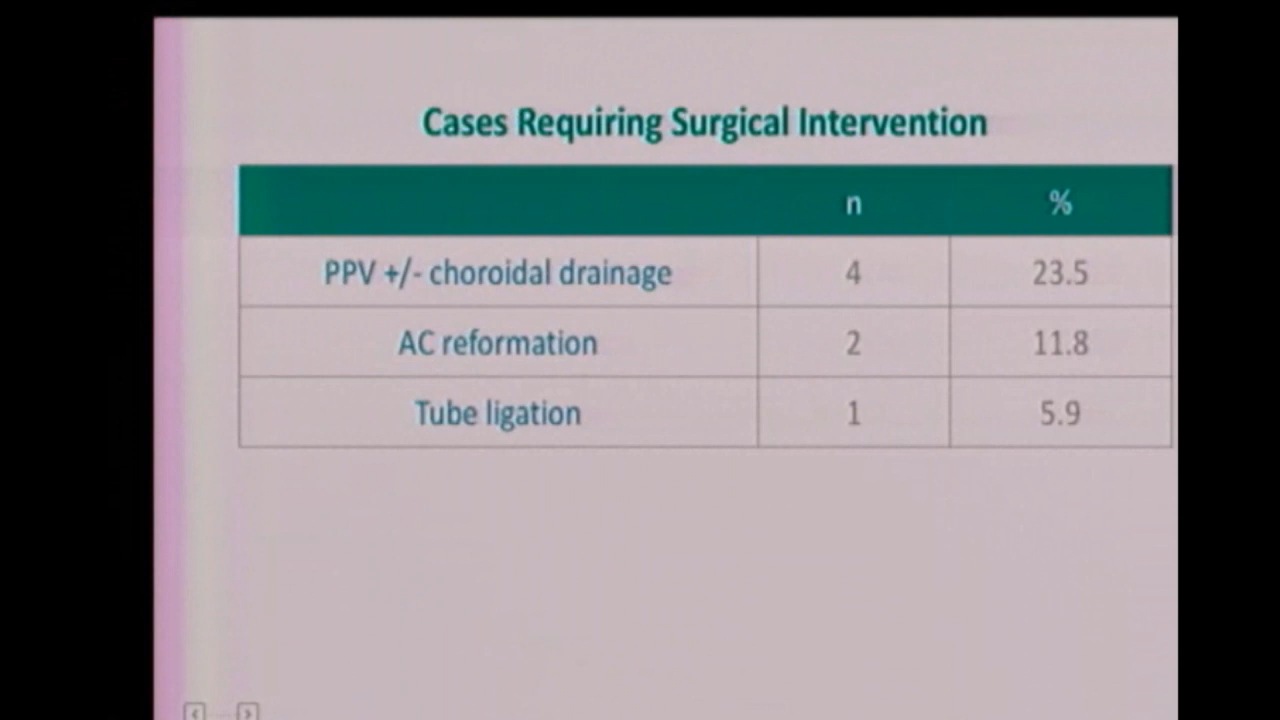 Cases Requiring Surgical Intervention
n %
PPV +/- choroidal drainage 4 23.5
AC reformation 2 11.8
Tube ligation 1 5.9